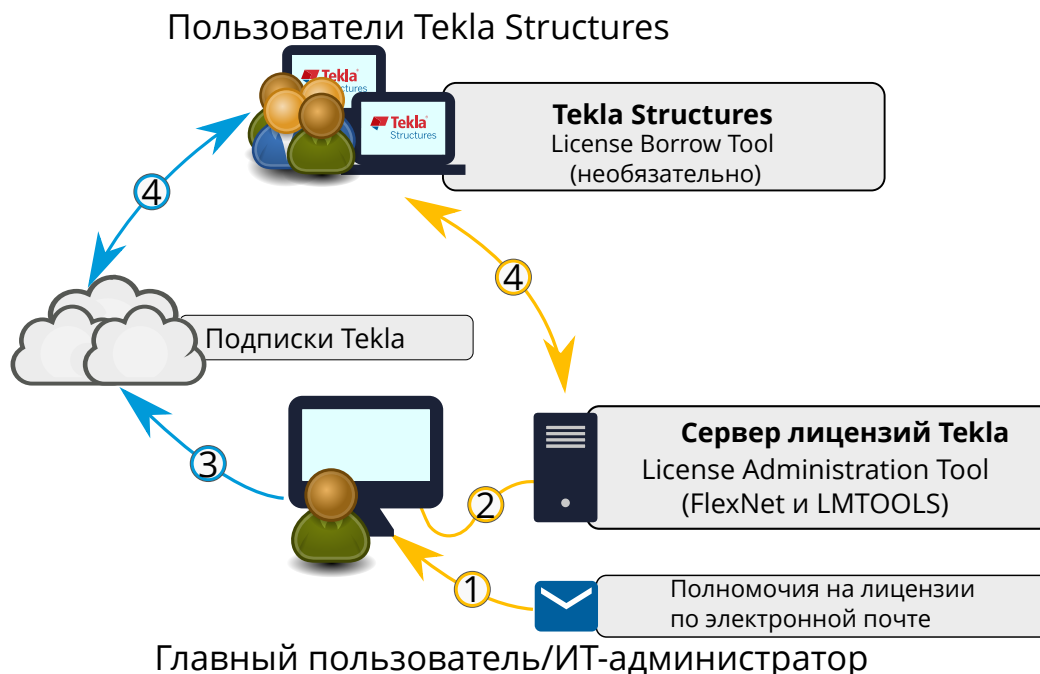 Пользователи Tekla Structures
Tekla
Structures
Tekla
Structures
Tekla Structures
License Borrow Tool
(необязательно)
4
4
Подписки Tekla
3
2
1
Сервер лицензий Tekla
License Administration Tool
(FlexNet и LMTOOLS)
Полномочия на лицензии
по электронной почте
Главный пользователь/ИТ-администратор